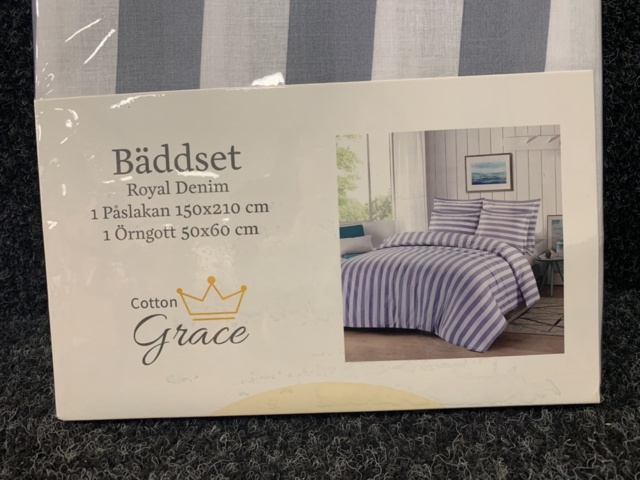 Bäddset
Royal Denim
1 Påslakan 150x210 cm
1 Örngott 50x60 cm
Cotton
Grace